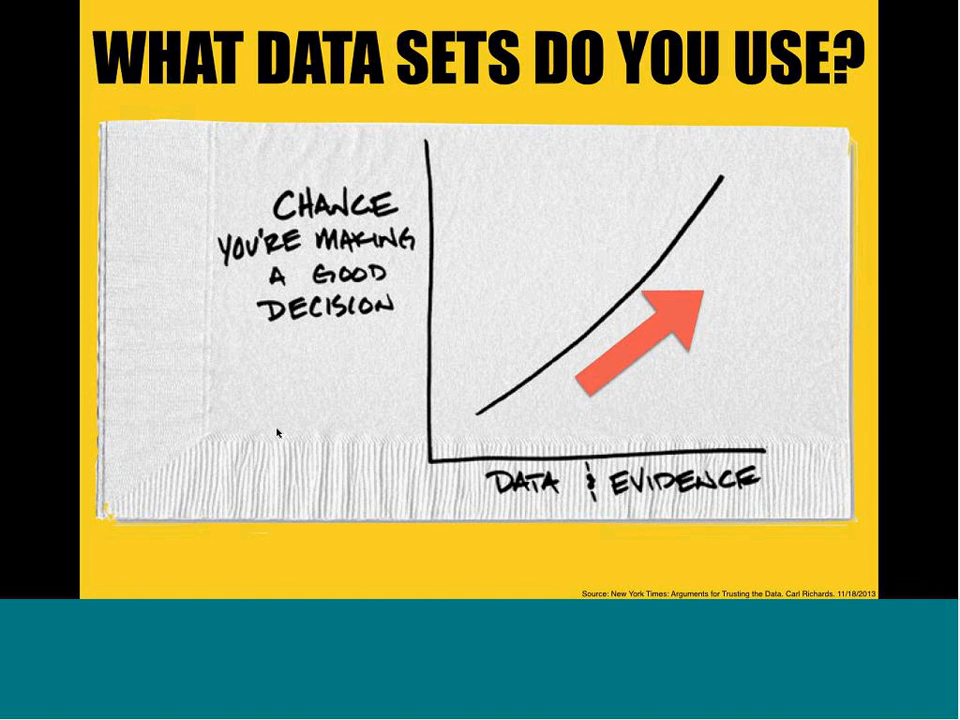 WHAT DATA SETS DO YOU USE?
CHANCE
YOU'RE MAKING
A GOOD
DECISION
DATA & EVIDENCE
Source: New York Times: Arguments for Trusting the Data. Carl Richards. 11/18/2013